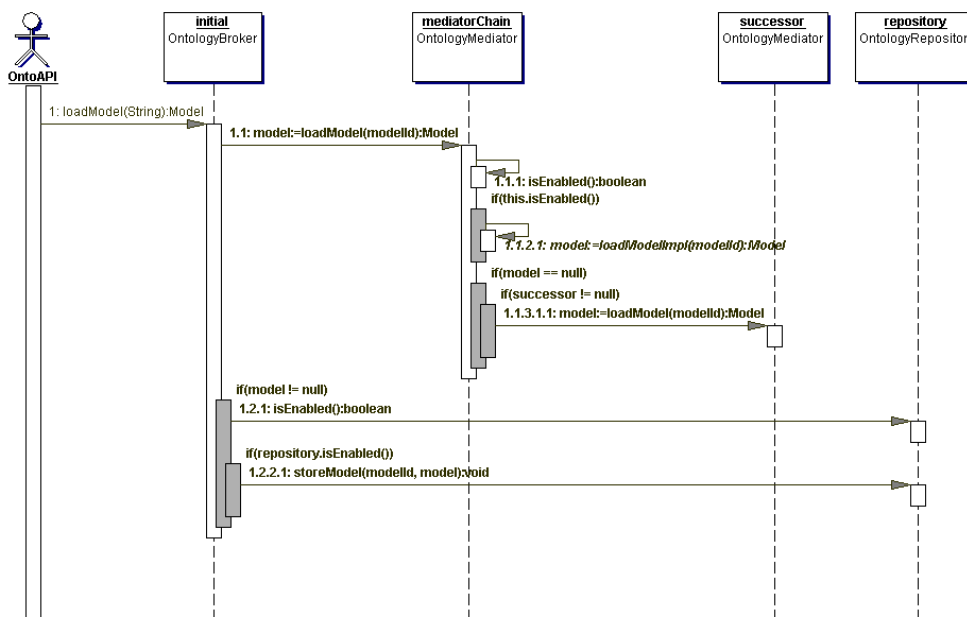 initial
OntologyBroker
mediatorChain
OntologyMediator
successor
OntologyMediator
repository
OntologyRepositor
OntoAPI
1: loadModel(String):Model
1.1: model:=loadModel(modelId):Model
1.1.1: isEnabled():boolean
if(this.isEnabled())
1.1.2.1: model:=loadModelImpl(modelId):Model
if(model == null)
if(successor != null)
1.1.3.1.1: model:=loadModel(modelId):Model
if(model != null)
1.2.1: isEnabled():boolean
if(repository.isEnabled())
1.2.2.1: storeModel(modelId, model):void